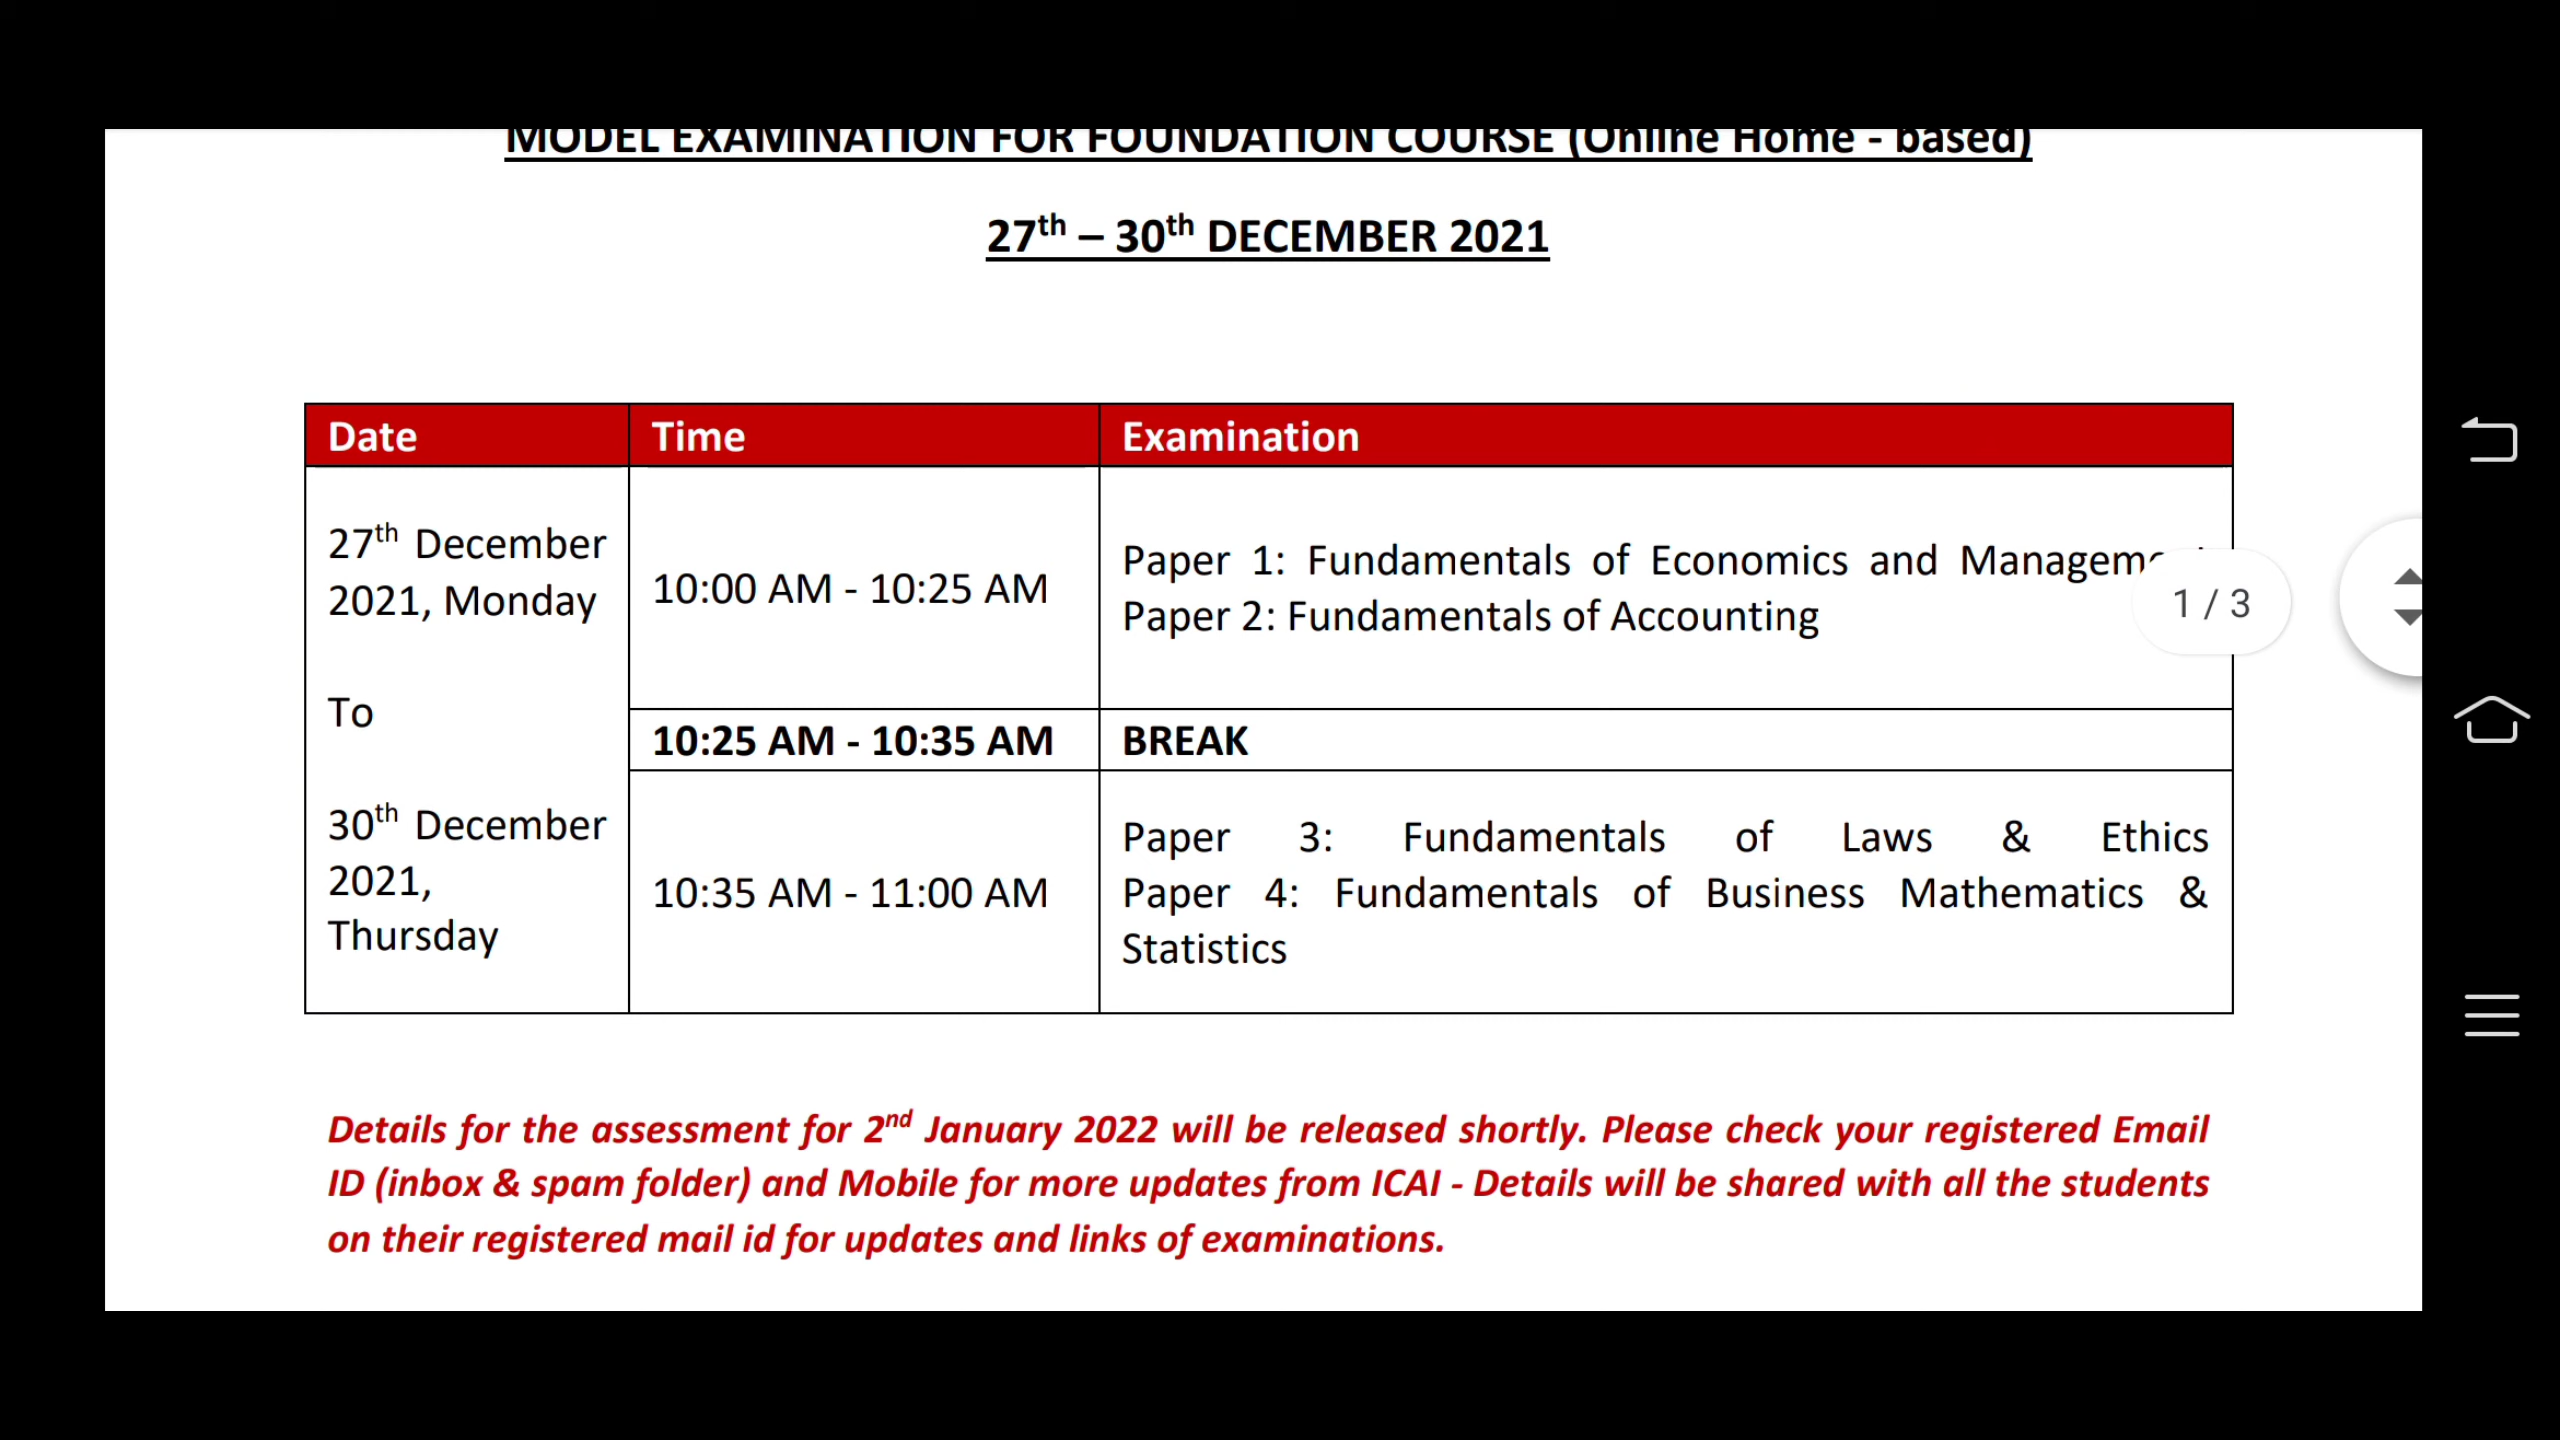 MODEL EXAMINATION FOR FOUNDATION COURSE (Online Home - based)
27th – 30th DECEMBER 2021
Date Time Examination
27th December
2021, Monday
To
30th December
2021,
Thursday
10:00 AM - 10:25 AM
Paper 1: Fundamentals of Economics and
Paper 2: Fundamentals of Accounting
1 / 3
10:25 AM - 10:35 AM BREAK
10:35 AM - 11:00 AM
Paper 3: Fundamentals of Laws & Ethics
Paper 4: Fundamentals of Business Mathematics &
Statistics
Details for the assessment for 2nd January 2022 will be released shortly. Please check your registered Email
ID (inbox & spam folder) and Mobile for more updates from ICAI - Details will be shared with all the students
on their registered mail id for updates and links of examinations.